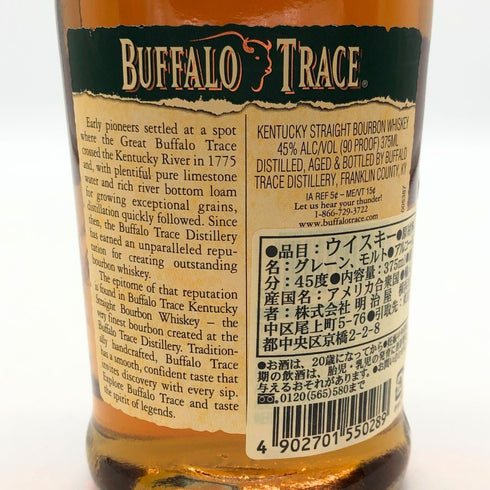 BUFFALO TRACE®
Early pioneers settled at a spot
where the Great Buffalo Trace
crossed the Kentucky River in 1775
and, with plentiful pure limestone
water and rich river bottom loam
for growing exceptional grains,
distillation quickly followed. Since
then, the Buffalo Trace Distillery
has earned an unparalleled repu-
tation for creating outstanding
bourbon whiskey.
The epitome of that reputation
is found in Buffalo Trace Kentucky
Straight Bourbon Whiskey – the
very finest bourbon created at the
Buffalo Trace Distillery. Tradition-
ally handcrafted, Buffalo Trace
has a smooth, confident taste that
invites discovery with every sip.
Explore Buffalo Trace and taste
the spirit of legends.
KENTUCKY STRAIGHT BOURBON WHISKEY
45% ALC/VOL (90 PROOF) 375ML
DISTILLED, AGED & BOTTLED BY BUFFALO
TRACE DISTILLERY, FRANKLIN COUNTY, KY
IA REF 5¢ – ME/VT 15¢
Let us hear your thunder!
1-866-729-3722
www.buffalotrace.com
●品目:ウイスキー●
名:グレーン、モルト●
分:45度●内容量:375m
産国名:アメリカ合衆国●
者:株式会社 明治屋
中区尾上町5-76●引取先:
都中央区京橋2-2-8
●お酒は、20歳になってから●
期の飲酒は、胎児・乳児の発育に
与えるおそれがあります。
●0120(565)580
4 902701 550289